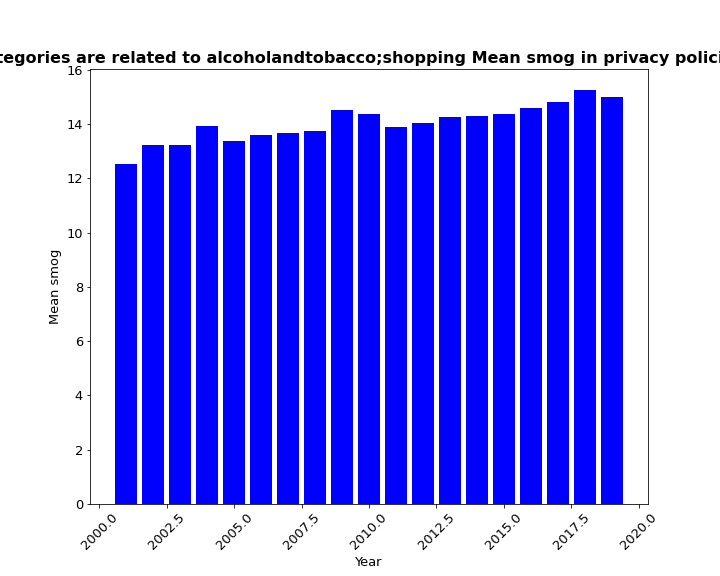 tegories are related to alcoholandtobacco;shopping Mean smog in privacy polici
16
14
12
10
8
6
4
2
0
Mean smog
2000.0 2002.5 2005.0 2007.5 2010.0 2012.5 2015.0 2017.5 2020.0
Year